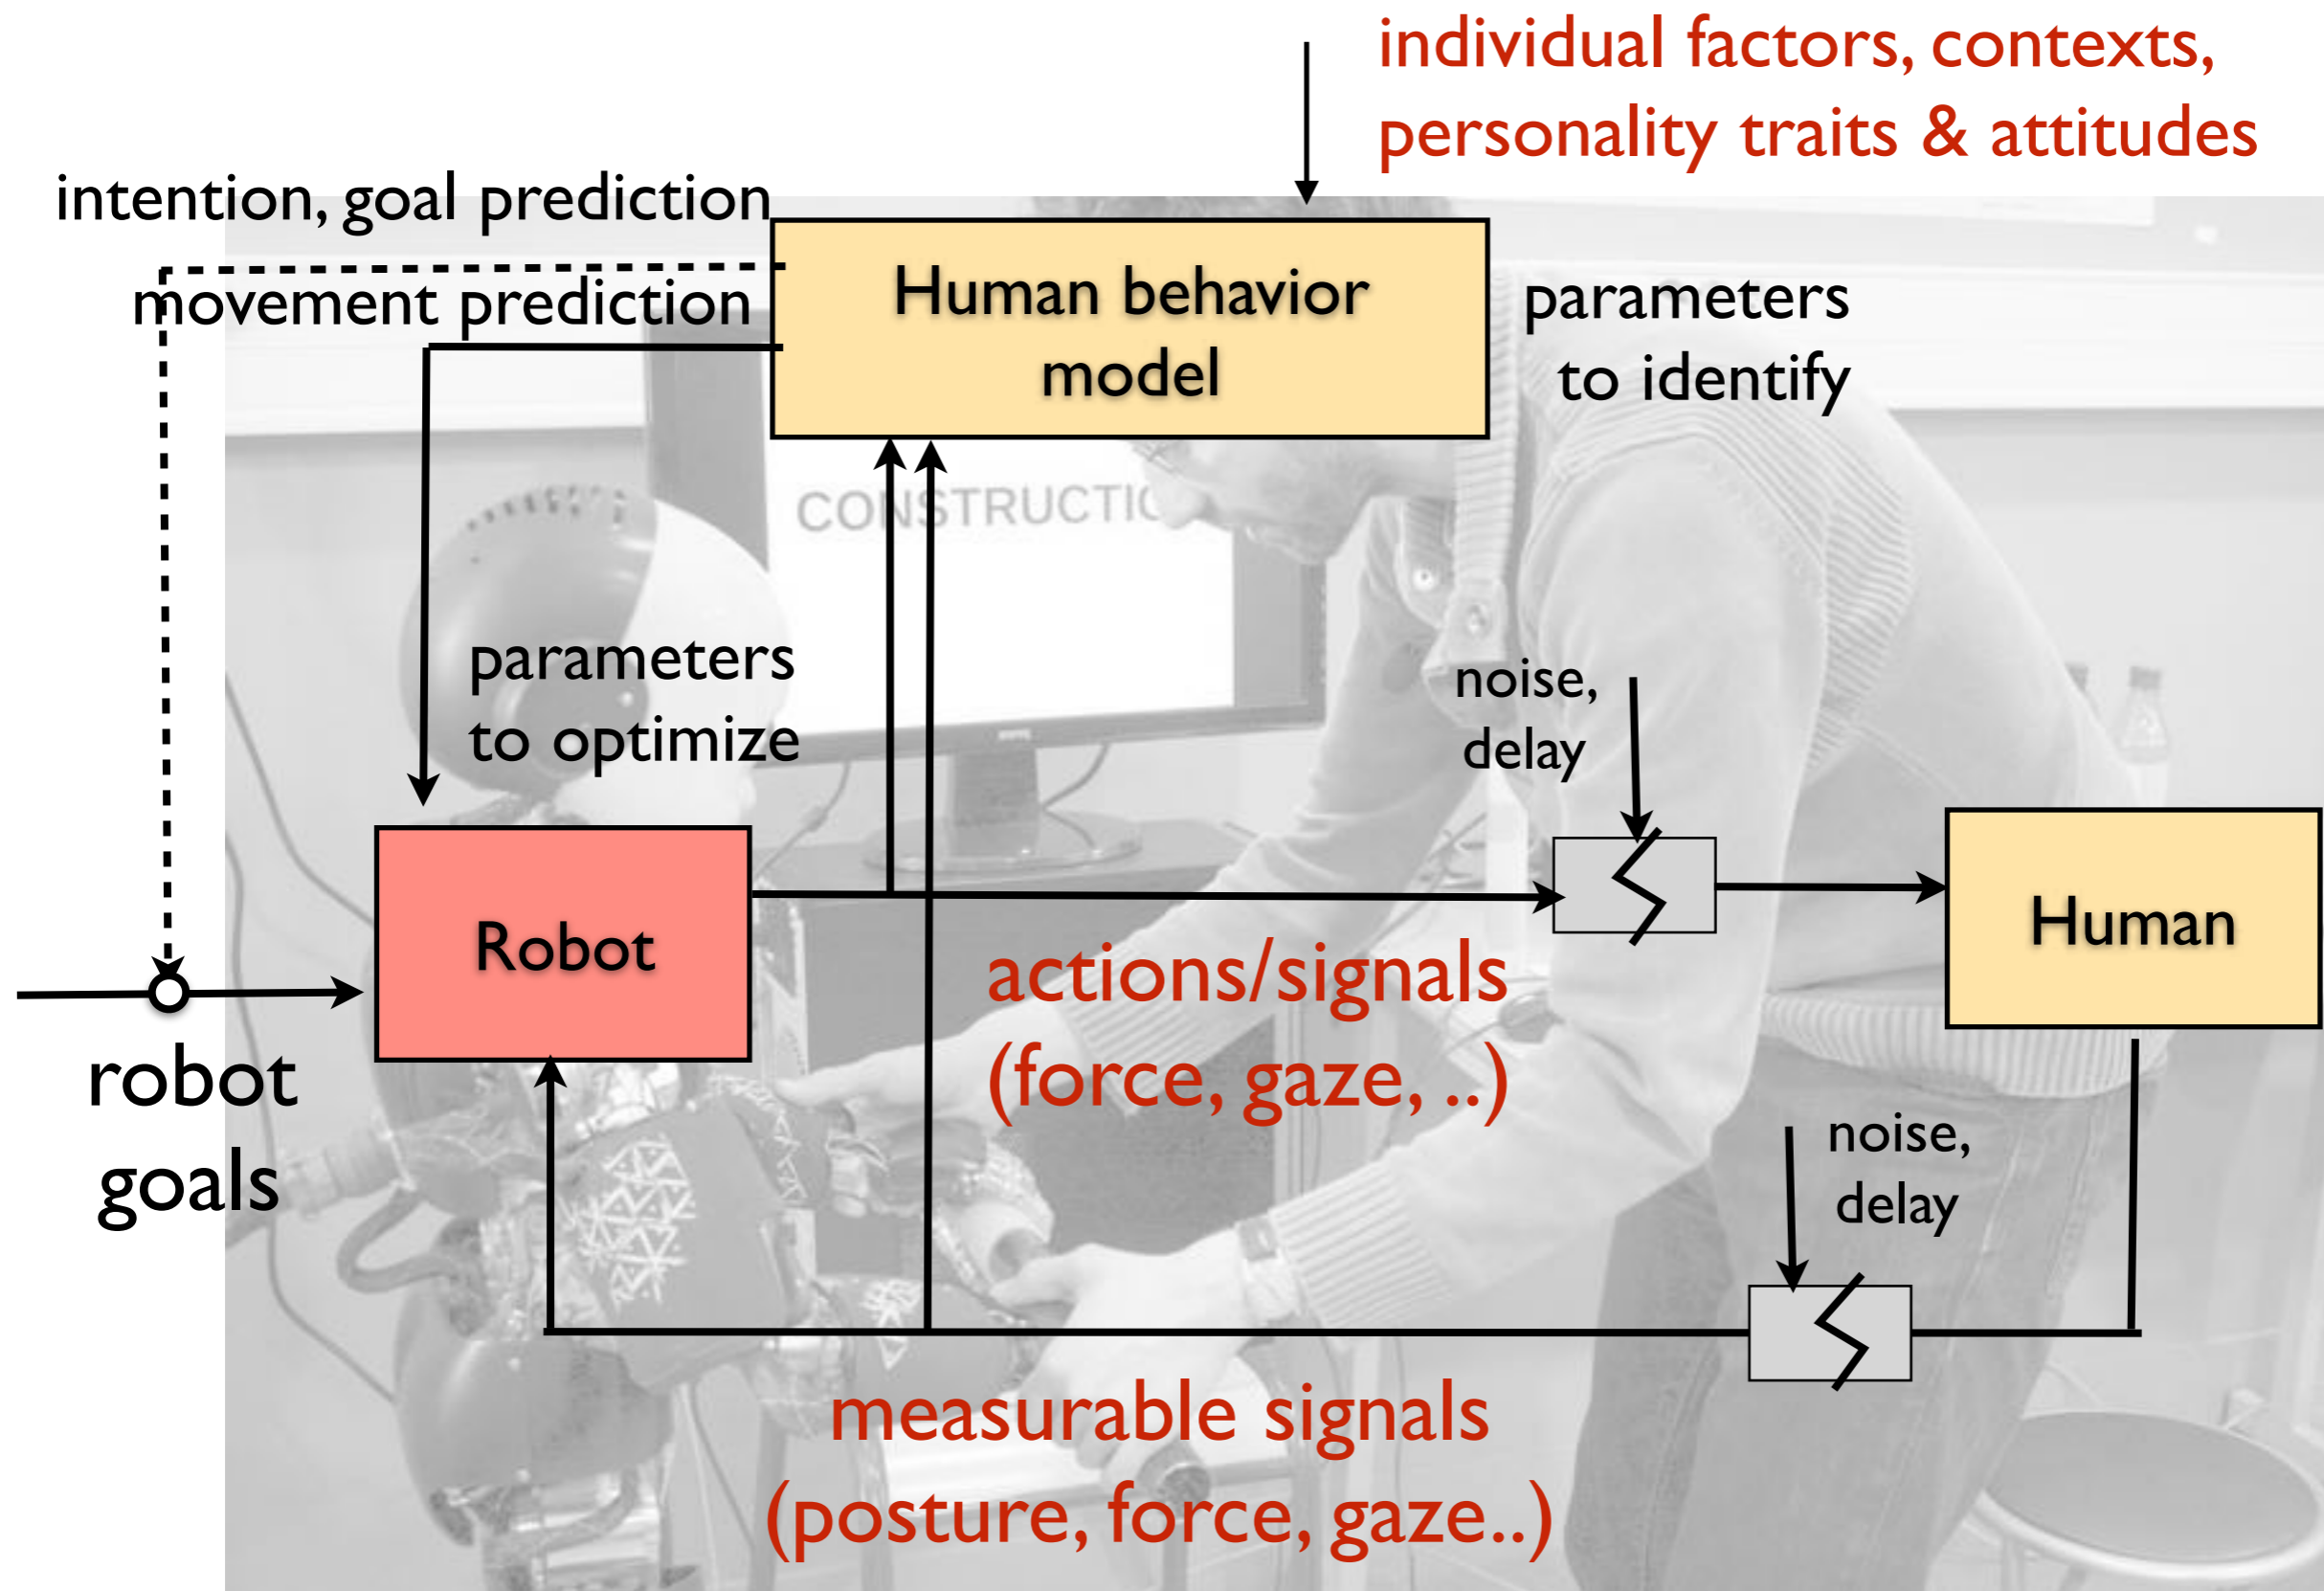 individual factors, contexts,
personality traits & attitudes
intention, goal prediction
movement prediction
Human behavior
model
parameters
to identify
CONSTRUCTIO
parameters
to optimize
noise,
delay
Robot
Human
actions/signals
(force, gaze, ..)
robot
goals
noise,
delay
measurable signals
(posture, force, gaze..)